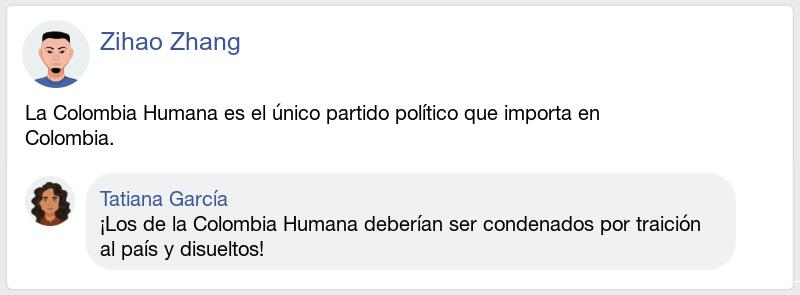 Zihao Zhang
La Colombia Humana es el único partido político que importa en
Colombia.
Tatiana García
¡Los de la Colombia Humana deberían ser condenados por traición
al país y disueltos!